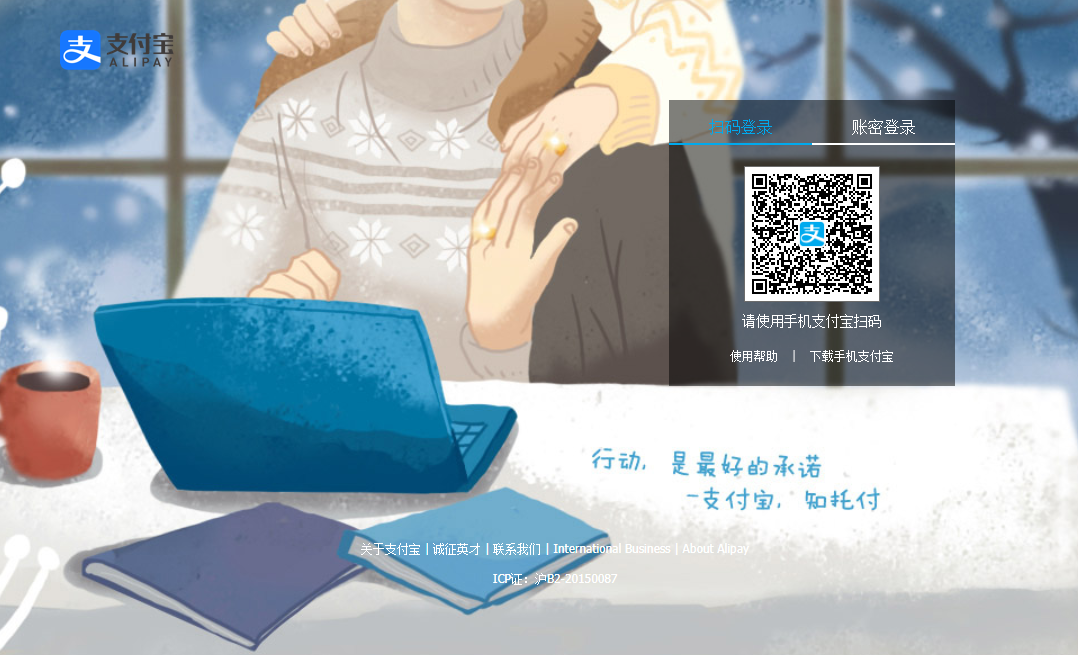 支付宝
ALIPAY
扫码登录 账密登录
支
请使用手机支付宝扫码
使用帮助 | 下载手机支付宝
行动，是最好的承诺
-支付宝，知托付
关于支付宝 | 诚征英才 | 联系我们 | International Business | About Alipay
ICP证：沪B2-20150087